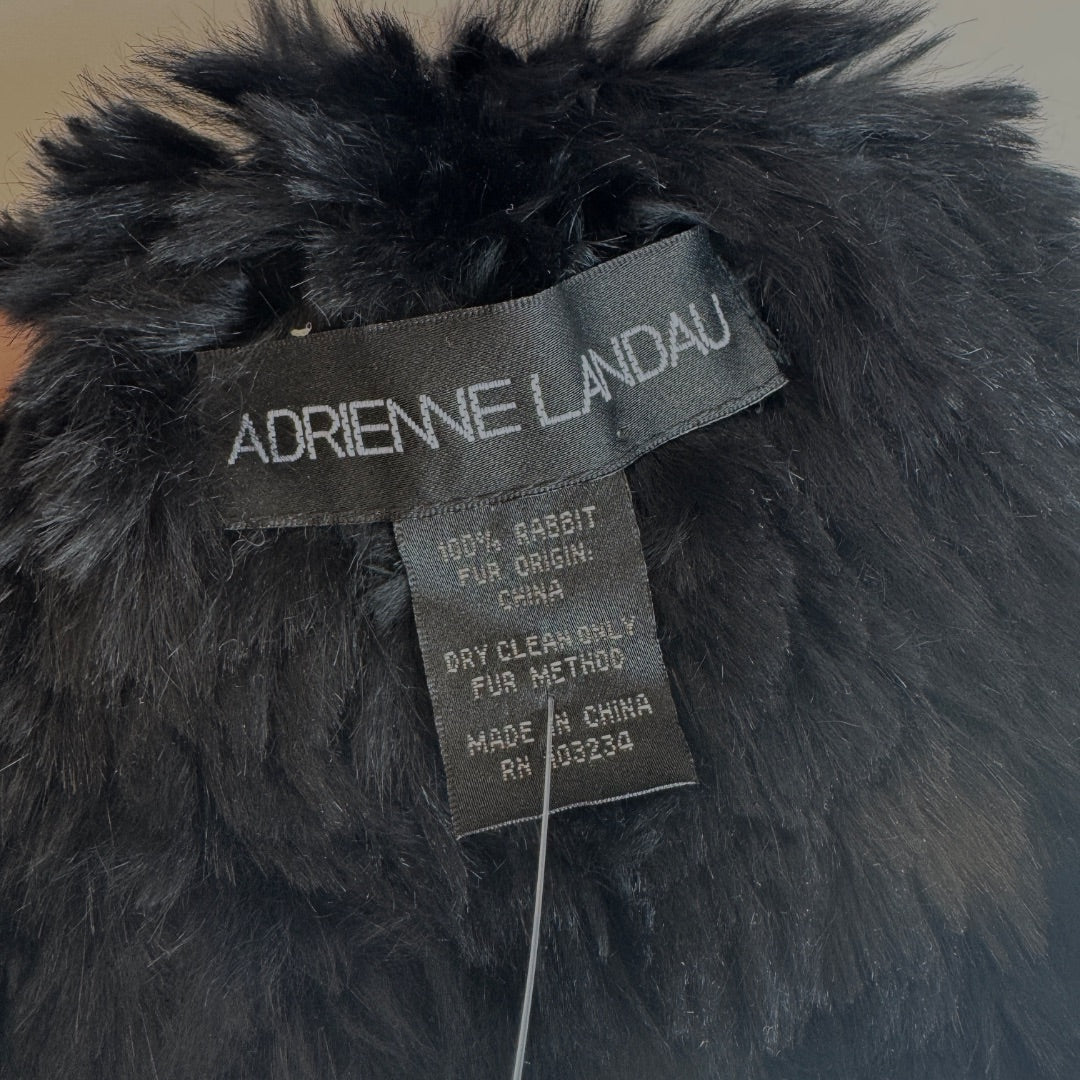 ADRIENNE LANDAU
100% RABBIT
FUR ORIGIN:
CHINA
DRY CLEAN ONLY
FUR METHOD
MADE IN CHINA
RN 103234